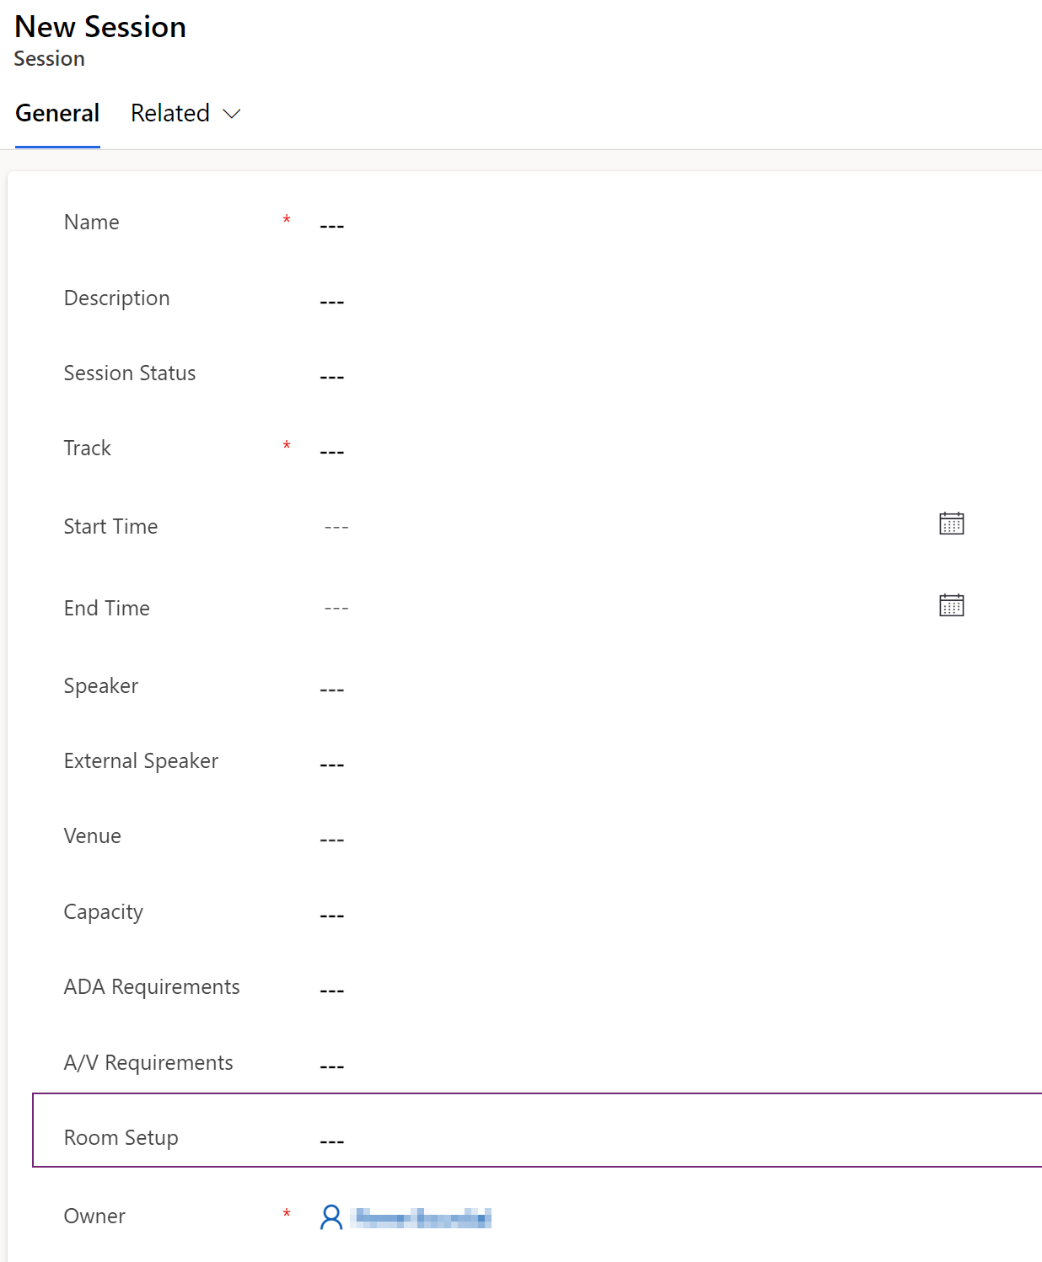 New Session
Session
General Related
Name * ---
Description ---
Session Status ---
Track * ---
Start Time ---
End Time ---
Speaker ---
External Speaker ---
Venue ---
Capacity ---
ADA Requirements ---
A/V Requirements ---
Room Setup ---
Owner *